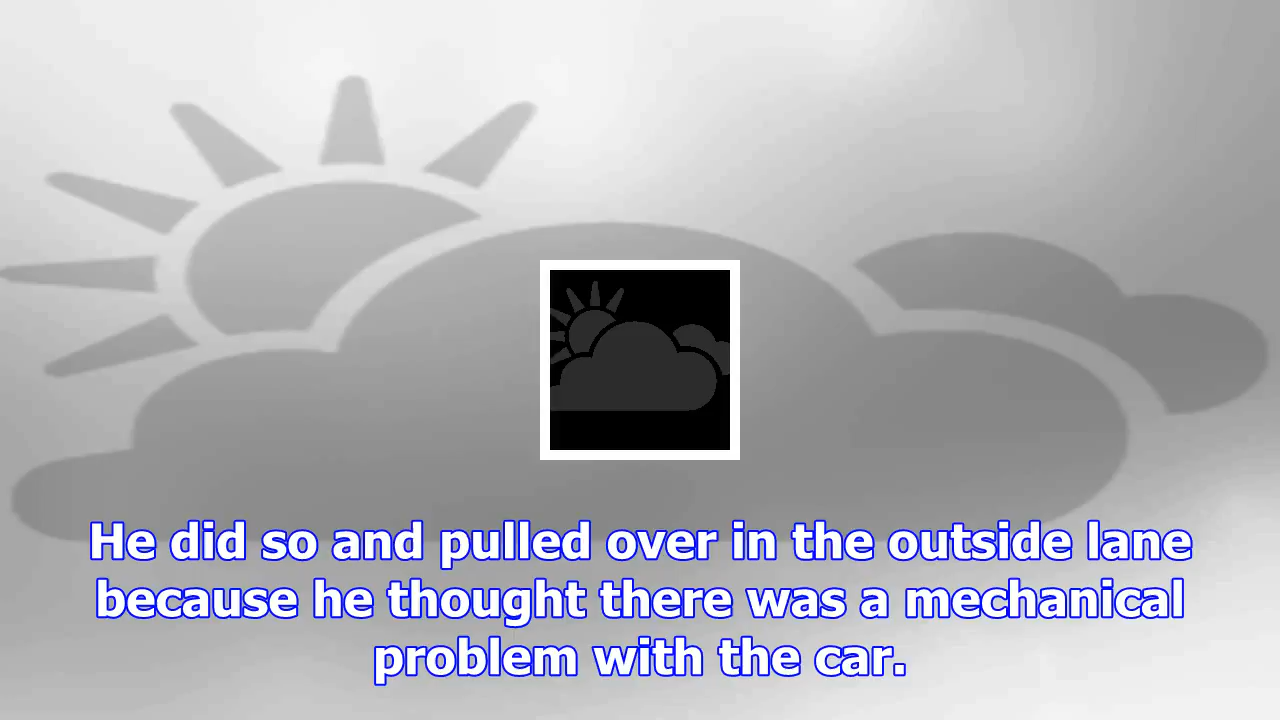 He did so and pulled over in the outside lane
because he thought there was a mechanical
problem with the car.